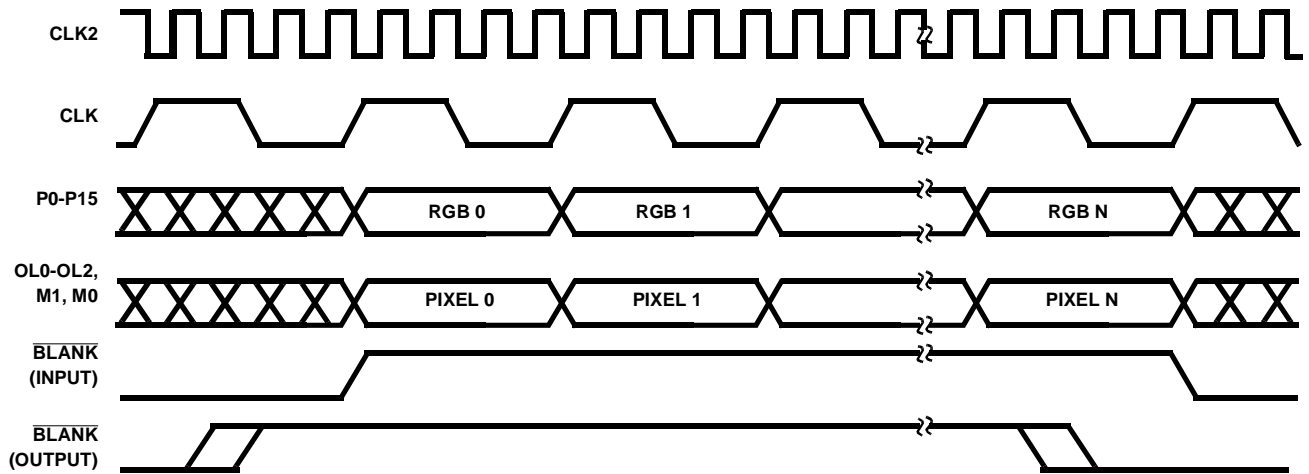 CLK2
CLK
P0-P15
RGB 0 RGB 1 RGB N
OL0-OL2,
M1, M0
PIXEL 0 PIXEL 1 PIXEL N
BLANK
(INPUT)
BLANK
(OUTPUT)